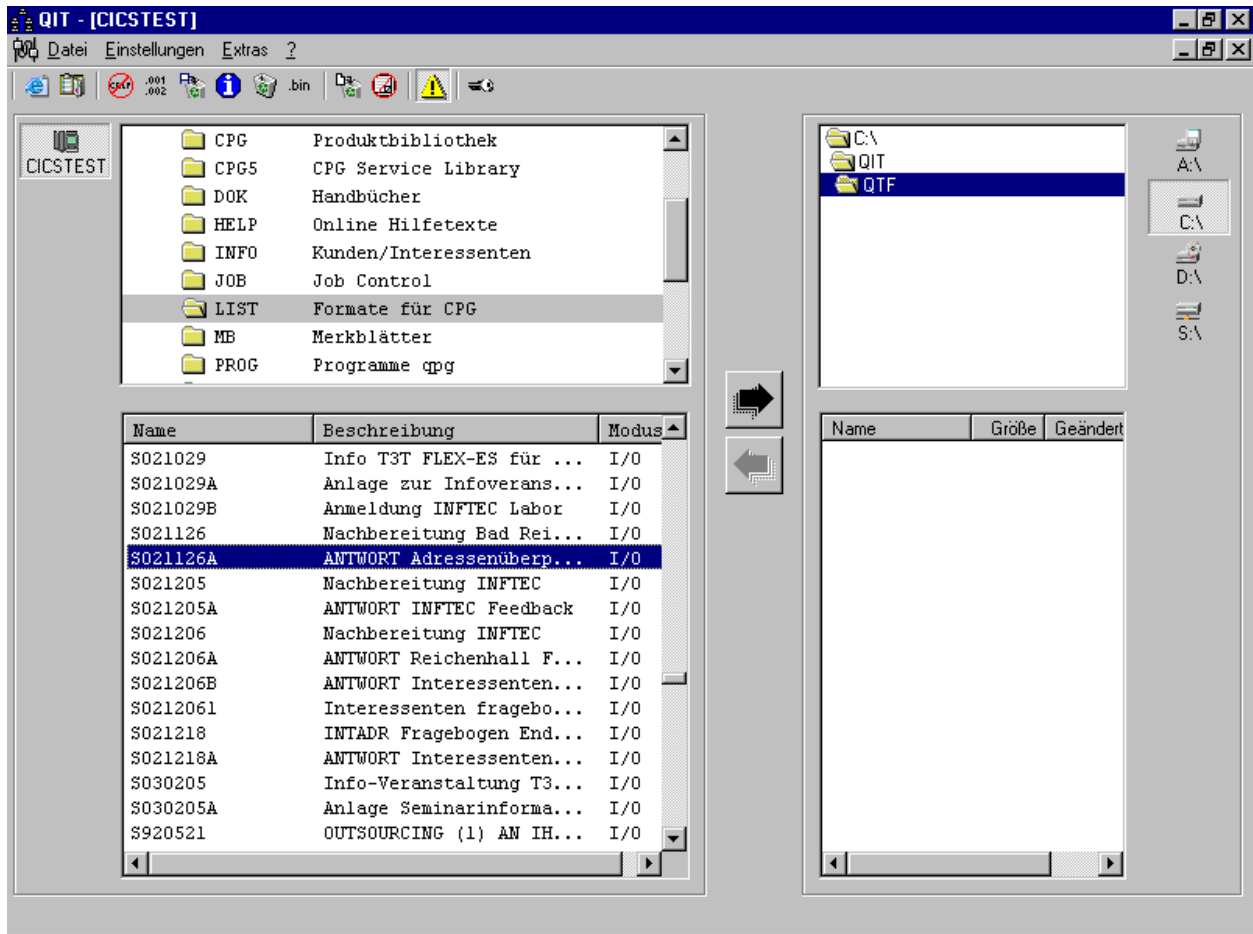 QIT - [CICSTEST]
Datei Einstellungen Extras ?
CPGP .001 .002 .bin
CICSTEST
CPG Produktbibliothek
CPG5 CPG Service Library
DOK Handbücher
HELP Online Hilfetexte
INFO Kunden/Interessenten
JOB Job Control
LIST Formate für CPG
MB Merkblätter
PROG Programme qpg
C:\
QIT
QTF
A:\
C:\
D:\
S:\
Name Beschreibung Modus
S021029 Info T3T FLEX-ES für ... I/O
S021029A Anlage zur Infoverans... I/O
S021029B Anmeldung INFTEC Labor I/O
S021126 Nachbereitung Bad Rei... I/O
S021126A ANTWORT Adressenüberp... I/O
S021205 Nachbereitung INFTEC I/O
S021205A ANTWORT INFTEC Feedback I/O
S021206 Nachbereitung INFTEC I/O
S021206A ANTWORT Reichenhall F... I/O
S021206B ANTWORT Interessenten... I/O
S0212061 Interessenten fragebo... I/O
S021218 INTADR Fragebogen End... I/O
S021218A ANTWORT Interessenten... I/O
S030205 Info-Veranstaltung T3... I/O
S030205A Anlage Seminarinforma... I/O
S920521 OUTSOURCING (1) AN IH... I/O
Name Größe Geändert